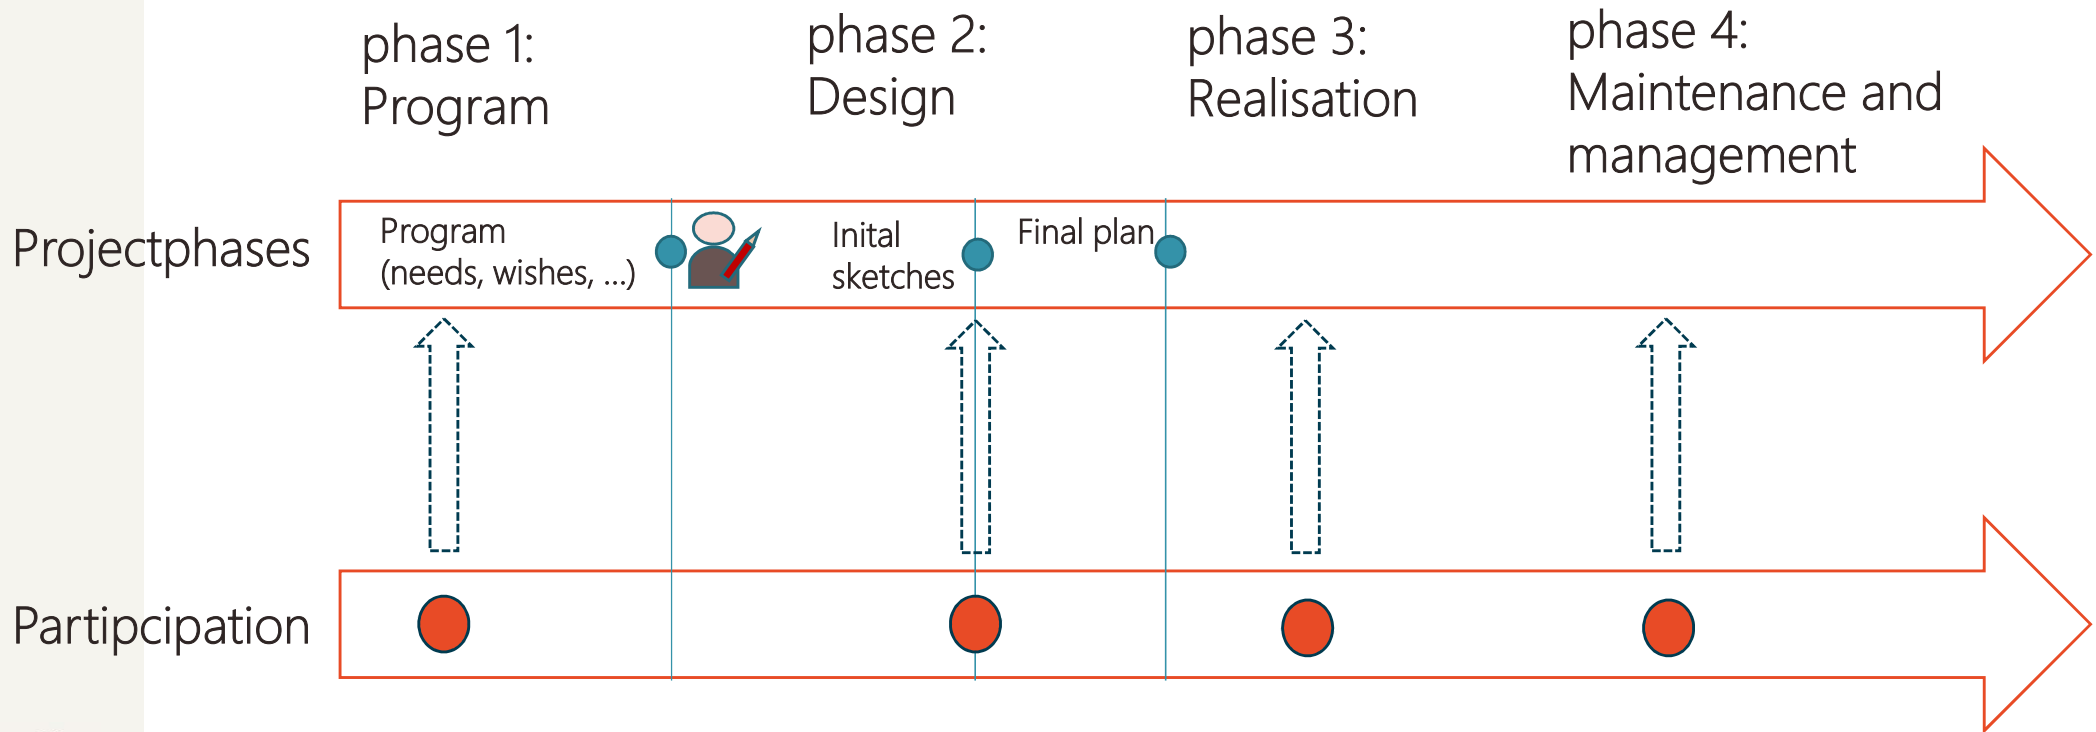 phase 1:
Program
phase 2:
Design
phase 3:
Realisation
phase 4:
Maintenance and
management
Projectphases
Program
(needs, wishes, ...)
Inital
sketches
Final plan
Partipcipation